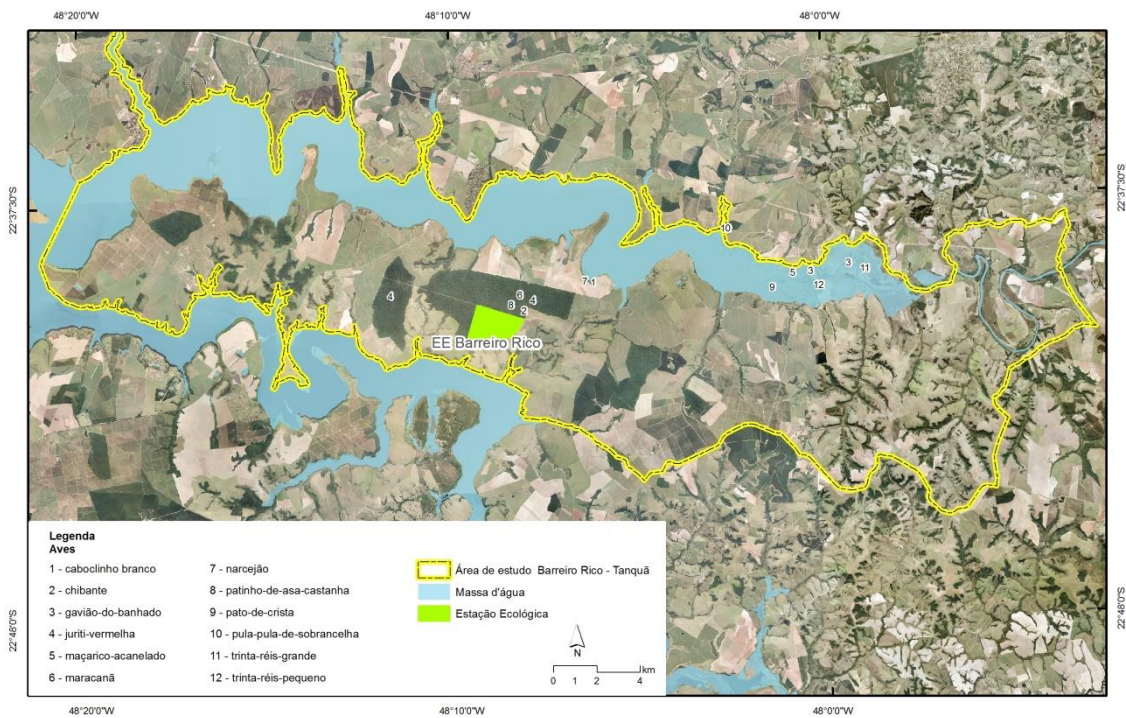 48°20'0"W 48°10'0"W 48°0'0"W
22°37'30"S 22°37'30"S
10
3
5 3 11
7 1 9 12
4 6 4
8 2
EE Barreiro Rico
Legenda
Aves
1 - caboclinho branco
2 - chibante
3 - gavião-do-banhado
4 - juriti-vermelha
5 - maçarico-acanelado
6 - maracanã
7 - narcejão
8 - patinho-de-asa-castanha
9 - pato-de-crista
10 - pula-pula-de-sobrancelha
11 - trinta-réis-grande
12 - trinta-réis-pequeno
Área de estudo Barreiro Rico - Tanquã
Massa d'água
Estação Ecológica
N
km
0 1 2 4
22°48'0"S 22°48'0"S
48°20'0"W 48°10'0"W 48°0'0"W